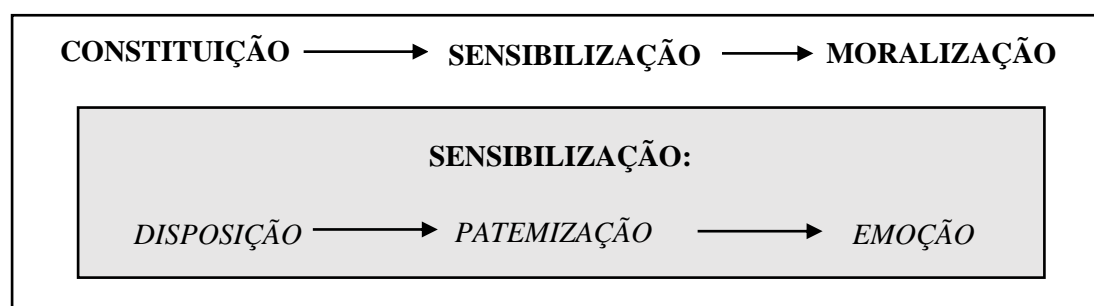 CONSTITUIÇÃO SENSIBILIZAÇÃO MORALIZAÇÃO
SENSIBILIZAÇÃO:
DISPOSIÇÃO PATEMIZAÇÃO EMOÇÃO